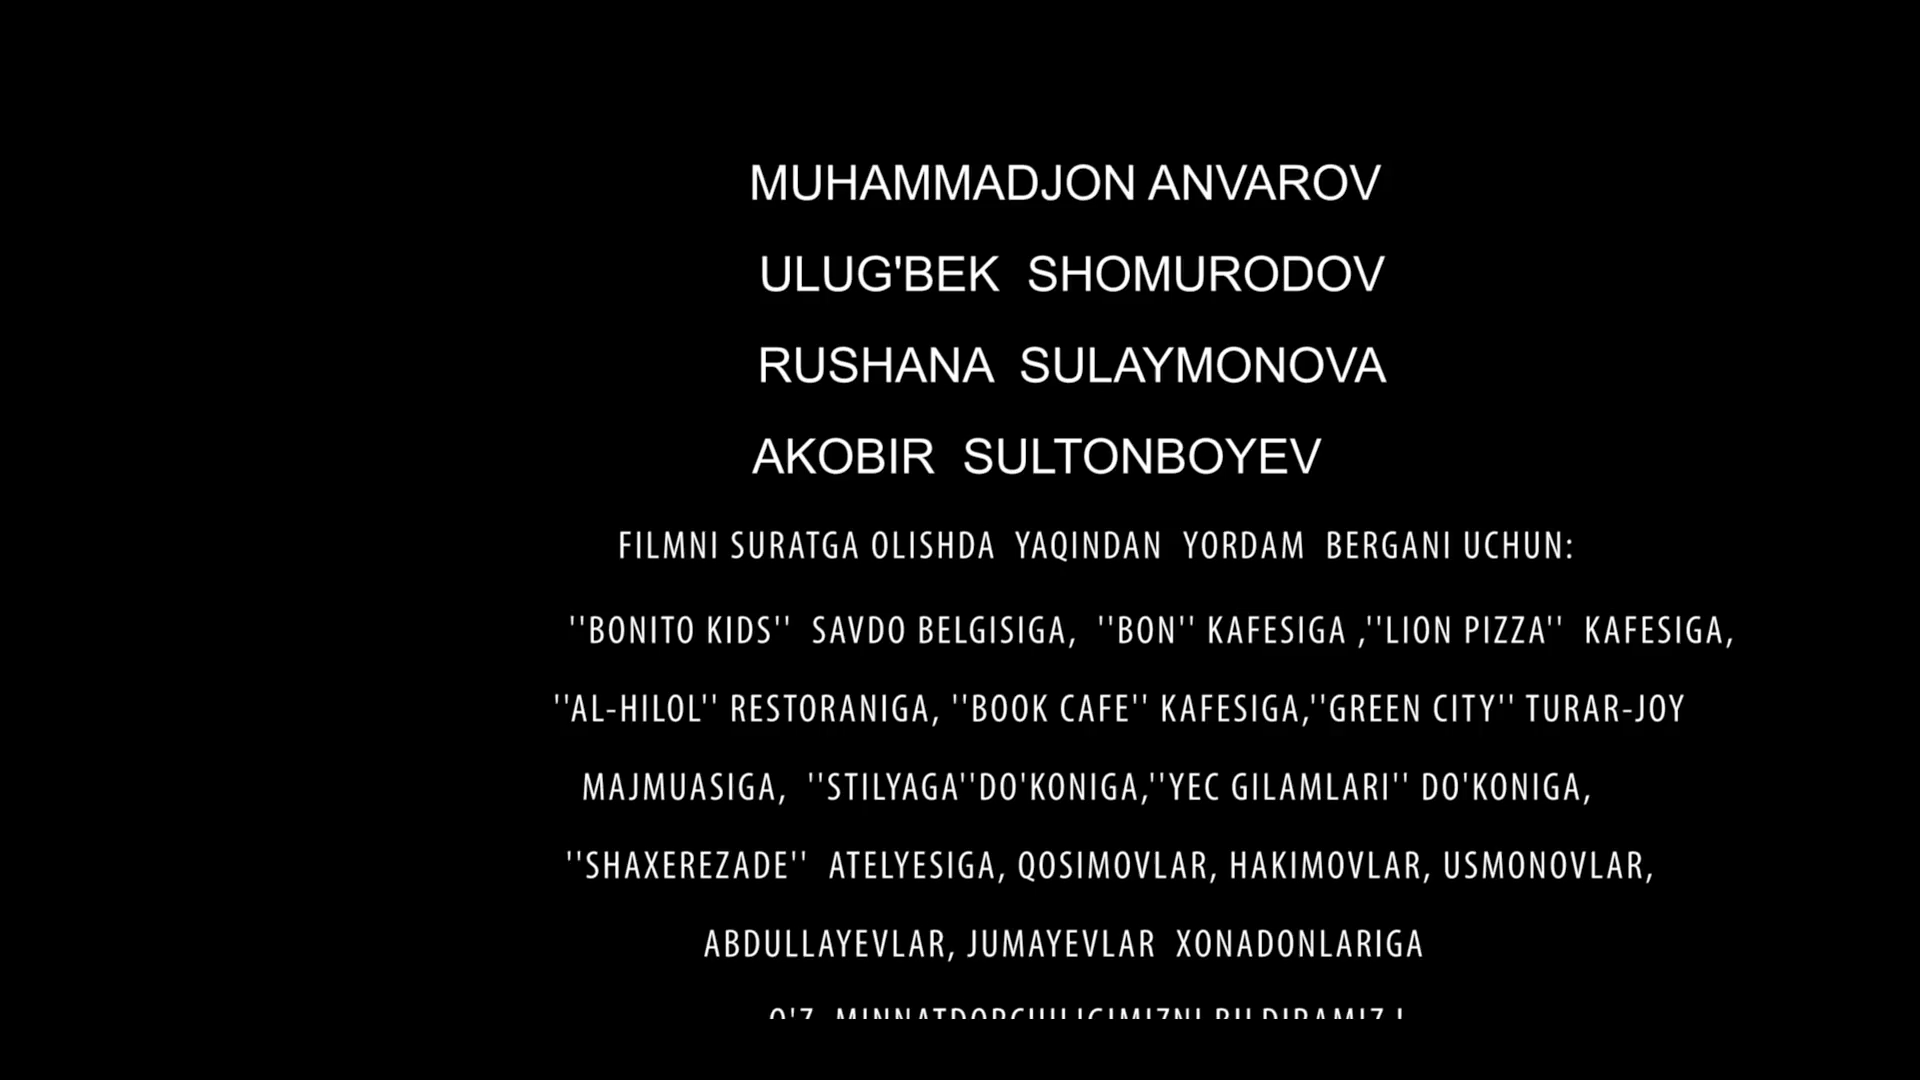 MUHAMMADJON ANVAROV
ULUG'BEK SHOMURODOV
RUSHANA SULAYMONOVA
AKOBIR SULTONBOYEV
FILMNI SURATGA OLISHDA YAQINDAN YORDAM BERGANI UCHUN:
''BONITO KIDS'' SAVDO BELGISIGA, ''BON'' KAFESIGA ,''LION PIZZA'' KAFESIGA,
''AL-HILOL'' RESTORANIGA, ''BOOK CAFE'' KAFESIGA,''GREEN CITY'' TURAR-JOY
MAJMUASIGA, ''STILYAGA''DO'KONIGA,''YEC GILAMLARI'' DO'KONIGA,
''SHAXEREZADE'' ATELYESIGA, QOSIMOVLAR, HAKIMOVLAR, USMONOVLAR,
ABDULLAYEVLAR, JUMAYEVLAR XONADONLARIGA
O'Z MINNATDORCHILIGIMIZNI BILDIRAMIZ !